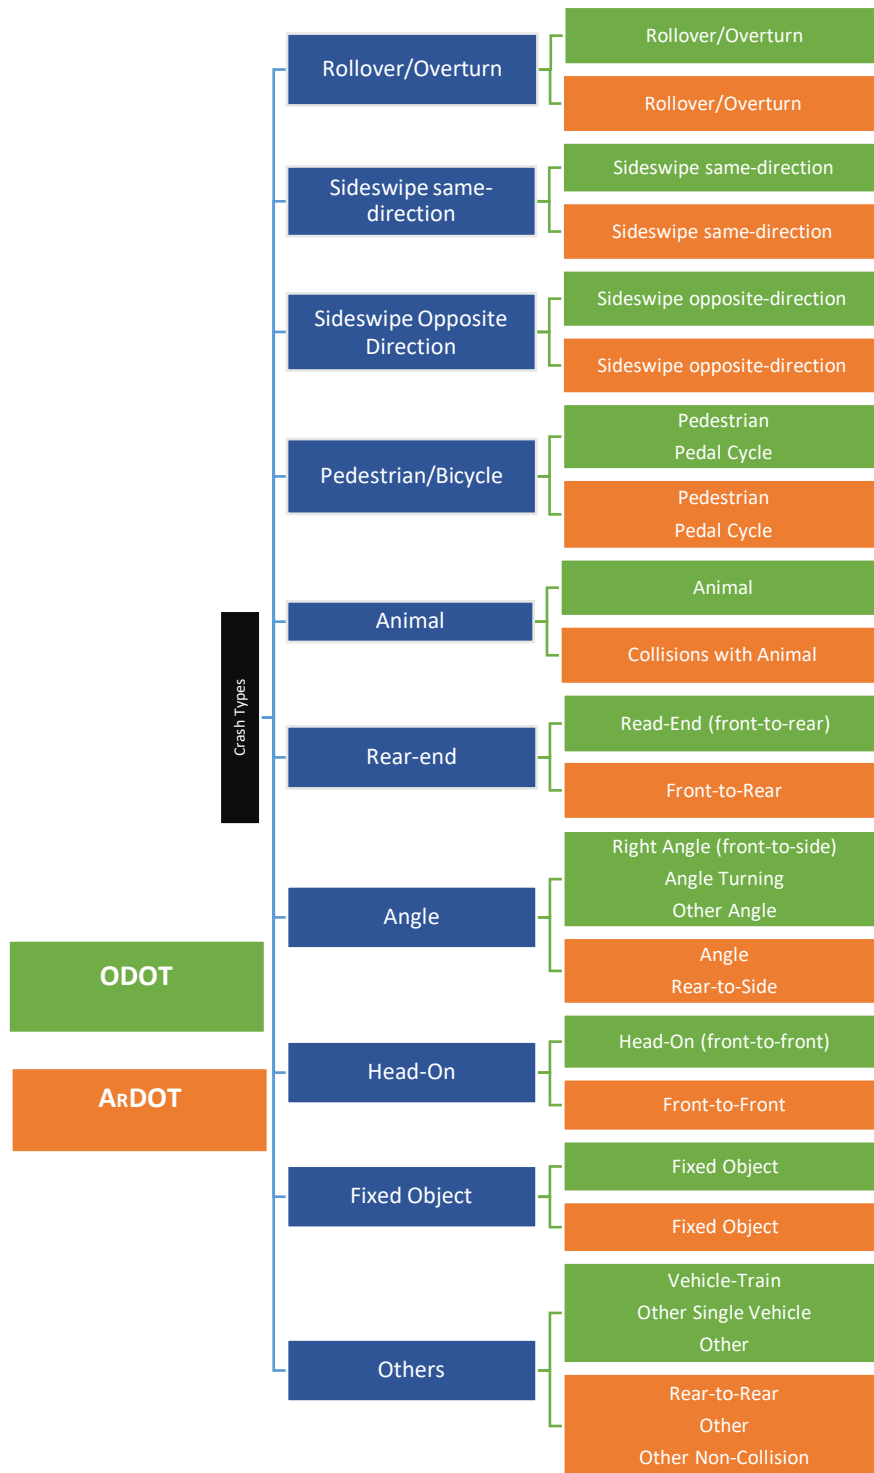 Crash Types
ODOT
ARDOT
Rollover/Overturn
Rollover/Overturn
Rollover/Overturn
Sideswipe same-
direction
Sideswipe same-direction
Sideswipe same-direction
Sideswipe Opposite
Direction
Sideswipe opposite-direction
Sideswipe opposite-direction
Pedestrian/Bicycle
Pedestrian
Pedal Cycle
Pedestrian
Pedal Cycle
Animal
Animal
Collisions with Animal
Rear-end
Read-End (front-to-rear)
Front-to-Rear
Angle
Right Angle (front-to-side)
Angle Turning
Other Angle
Angle
Rear-to-Side
Head-On
Head-On (front-to-front)
Front-to-Front
Fixed Object
Fixed Object
Fixed Object
Others
Vehicle-Train
Other Single Vehicle
Other
Rear-to-Rear
Other
Other Non-Collision